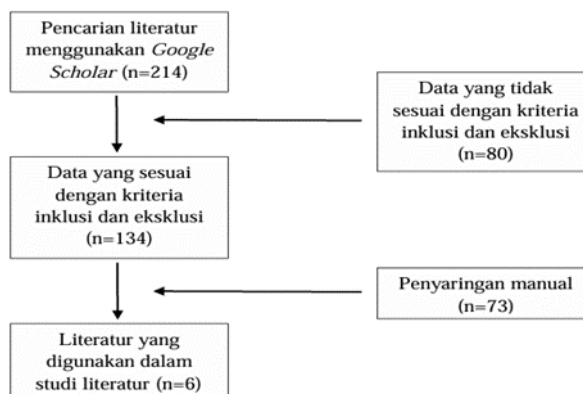 Pencarian literatur
menggunakan Google
Scholar (n=214)
Data yang tidak
sesuai dengan kriteria
inklusi dan eksklusi
(n=80)
Data yang sesuai
dengan kriteria
inklusi dan eksklusi
(n=134)
Penyaringan manual
(n=73)
Literatur yang
digunakan dalam
studi literatur (n=6)